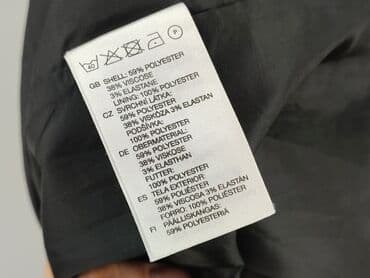 40
P
GB SHELL: 59% POLYESTER
38% VISCOSE
3% ELASTANE
LINING: 100% POLYESTER
CZ SVRCHNÍ LÁTKA:
59% POLYESTER
38% VISKÓZA 3% ELASTAN
PODŠÍVKA:
100% POLYESTER
DE OBERMATERIAL:
59% POLYESTER
38% VISKOSE
3% ELASTHAN
FUTTER:
100% POLYESTER
ES TELA EXTERIOR:
59% POLIÉSTER
38% VISCOSA 3% ELASTÁN
FORRO: 100% POLIÉSTER
FI PÄÄLLISKANGAS:
59% POLYESTERIÄ